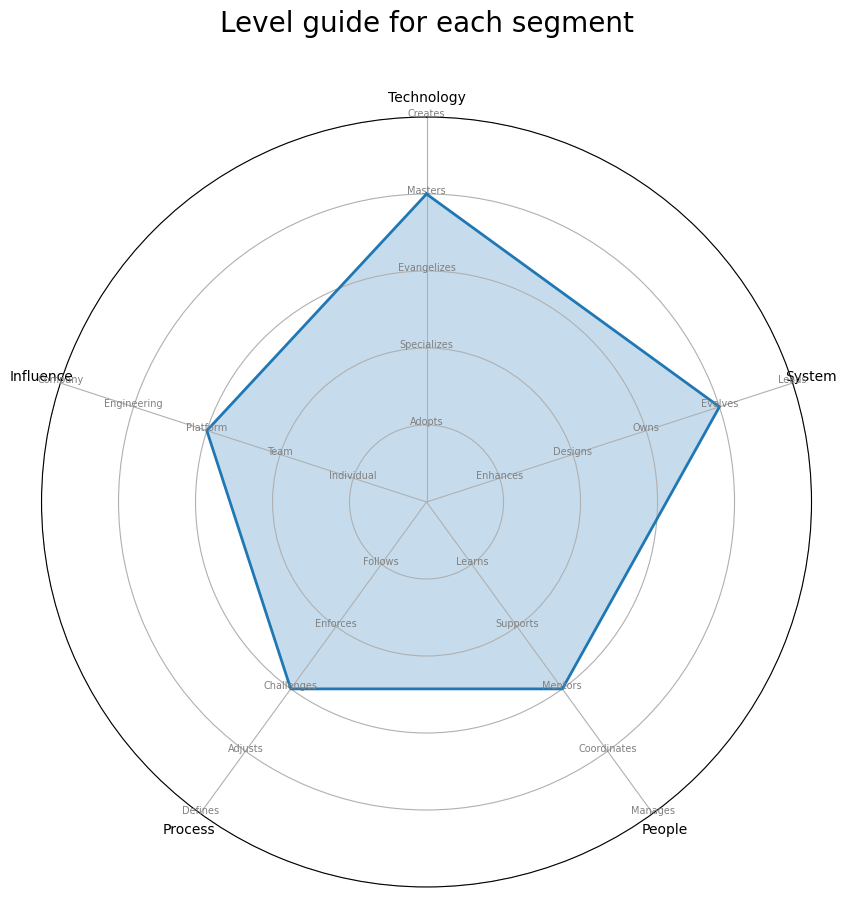 Level guide for each segment
Technology
Creates
Masters
Evangelizes
Specializes
Adopts
Influence
Company
Engineering
Platform
Team
Individual
System
Leads
Evolves
Owns
Designs
Enhances
Follows
Enforces
Challenges
Adjusts
Defines
Process
Learns
Supports
Mentors
Coordinates
Manages
People